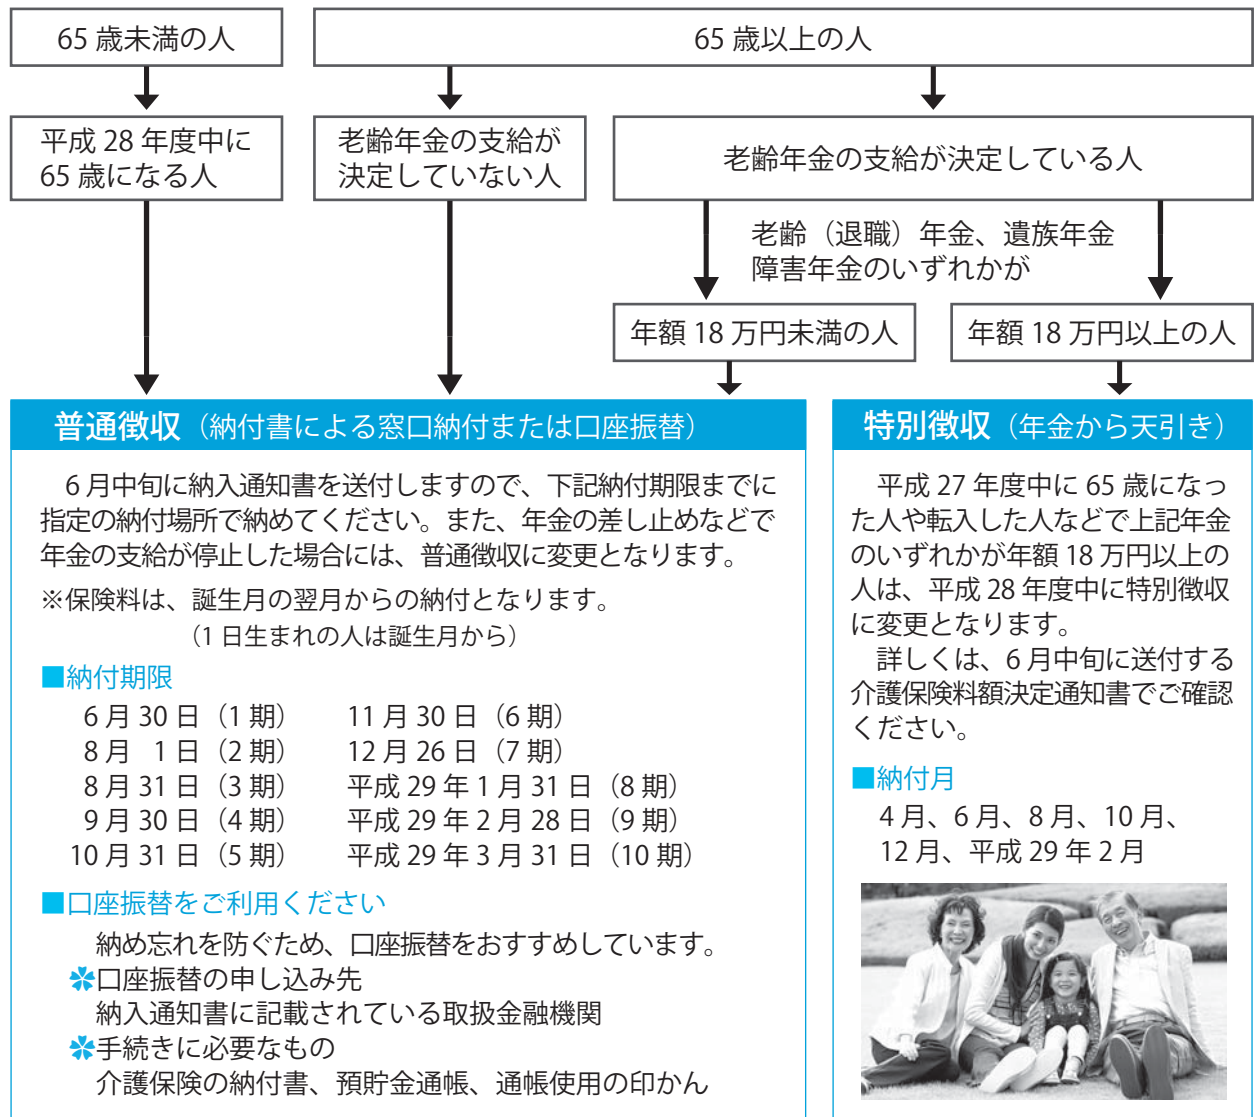 65 歳未満の人
65 歳以上の人
平成 28 年度中に
65 歳になる人
老齢年金の支給が
決定していない人
老齢年金の支給が決定している人
老齢（退職）年金、遺族年金
障害年金のいずれかが
年額 18 万円未満の人
年額 18 万円以上の人
普通徴収（納付書による窓口納付または口座振替）
6 月中旬に納入通知書を送付しますので、下記納付期限までに
指定の納付場所で納めてください。また、年金の差し止めなどで
年金の支給が停止した場合には、普通徴収に変更となります。
※保険料は、誕生月の翌月からの納付となります。
（1 日生まれの人は誕生月から）
■納付期限
6 月 30 日（1 期） 11 月 30 日（6 期）
8 月 1 日（2 期） 12 月 26 日（7 期）
8 月 31 日（3 期） 平成 29 年 1 月 31 日（8 期）
9 月 30 日（4 期） 平成 29 年 2 月 28 日（9 期）
10 月 31 日（5 期） 平成 29 年 3 月 31 日（10 期）
■口座振替をご利用ください
納め忘れを防ぐため、口座振替をおすすめしています。
✽口座振替の申し込み先
納入通知書に記載されている取扱金融機関
✽手続きに必要なもの
介護保険の納付書、預貯金通帳、通帳使用の印かん
特別徴収（年金から天引き）
平成 27 年度中に 65 歳になっ
た人や転入した人などで上記年金
のいずれかが年額 18 万円以上の
人は、平成 28 年度中に特別徴収
に変更となります。
詳しくは、6 月中旬に送付する
介護保険料額決定通知書でご確認
ください。
■納付月
4 月、6 月、8 月、10 月、
12 月、平成 29 年 2 月